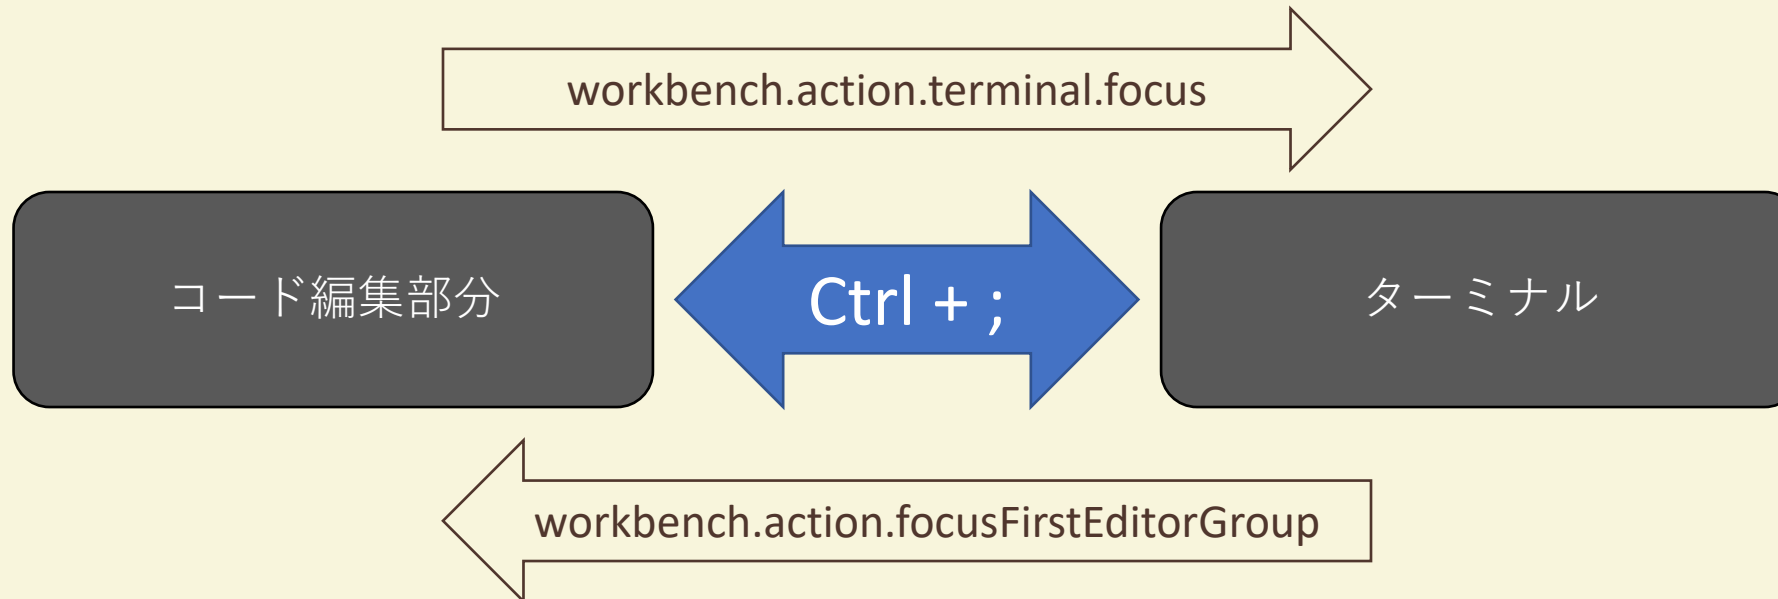 workbench.action.terminal.focus
コード編集部分
Ctrl + ;
ターミナル
workbench.action.focusFirstEditorGroup